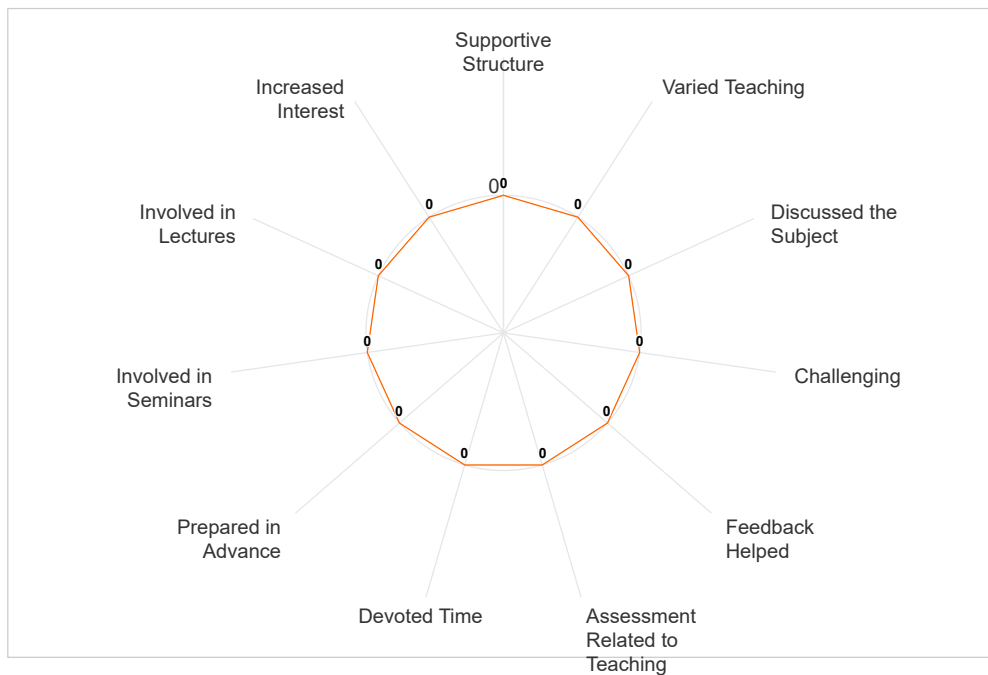 Supportive
Structure
Increased
Interest
Varied Teaching
0
0
0
0
Involved in
Lectures
Discussed the
Subject
0
0
0
0
Involved in
Seminars
Challenging
0
0
Prepared in
Advance
Feedback
Helped
0
0
Devoted Time
Assessment
Related to
Teaching